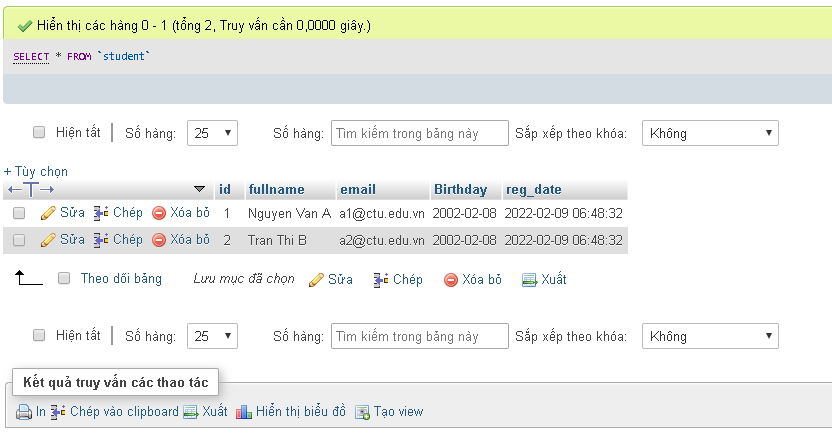 Hiển thị các hàng 0 - 1 (tổng 2, Truy vấn cần 0,0000 giây.)
SELECT * FROM `student`
Hiện tất Số hàng: 25 Số hàng: Tìm kiếm trong bảng này Sắp xếp theo khóa: Không
+ Tùy chọn
id fullname email Birthday reg_date
Sửa Chép Xóa bỏ 1 Nguyen Van A a1@ctu.edu.vn 2002-02-08 2022-02-09 06:48:32
Sửa Chép Xóa bỏ 2 Tran Thi B a2@ctu.edu.vn 2002-02-08 2022-02-09 06:48:32
Theo dõi bảng Lưu mục đã chọn Sửa Chép Xóa bỏ Xuất
Hiện tất Số hàng: 25 Số hàng: Tìm kiếm trong bảng này Sắp xếp theo khóa: Không
Kết quả truy vấn các thao tác
In Chép vào clipboard Xuất Hiển thị biểu đồ Tạo view